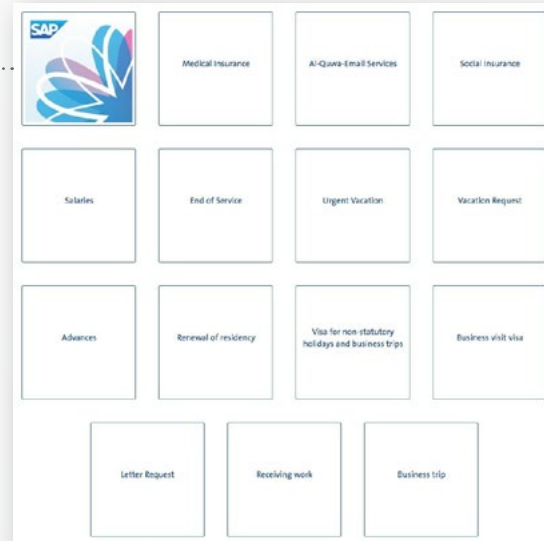 SAP
Medical Insurance
Al-Quwa-Email Services
Social Insurance
Salaries
End of Service
Urgent Vacation
Vacation Request
Advances
Renewal of residency
Visa for non-statutory
holidays and business trips
Business visit visa
Letter Request
Receiving work
Business trip